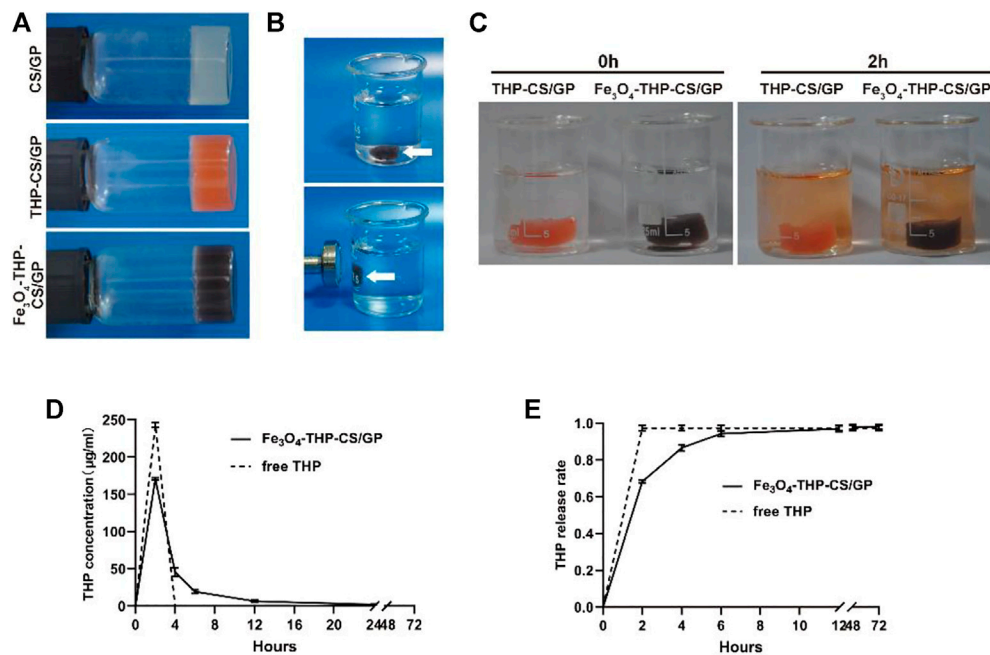 A
CS/GP
THP-CS/GP
Fe₃O₄-THP-
CS/GP
B
C
0h
2h
THP-CS/GP Fe₃O₄-THP-CS/GP
THP-CS/GP Fe₃O₄-THP-CS/GP
5
5ml
5
5
5
D
THP concentration (μg/ml)
250
200
150
100
50
0
Fe₃O₄-THP-CS/GP
free THP
0 4 8 12 16 20 24 48 72
Hours
E
THP release rate
1.0
0.8
0.6
0.4
0.2
0.0
Fe₃O₄-THP-CS/GP
free THP
0 2 4 6 8 10 12 48 72
Hours